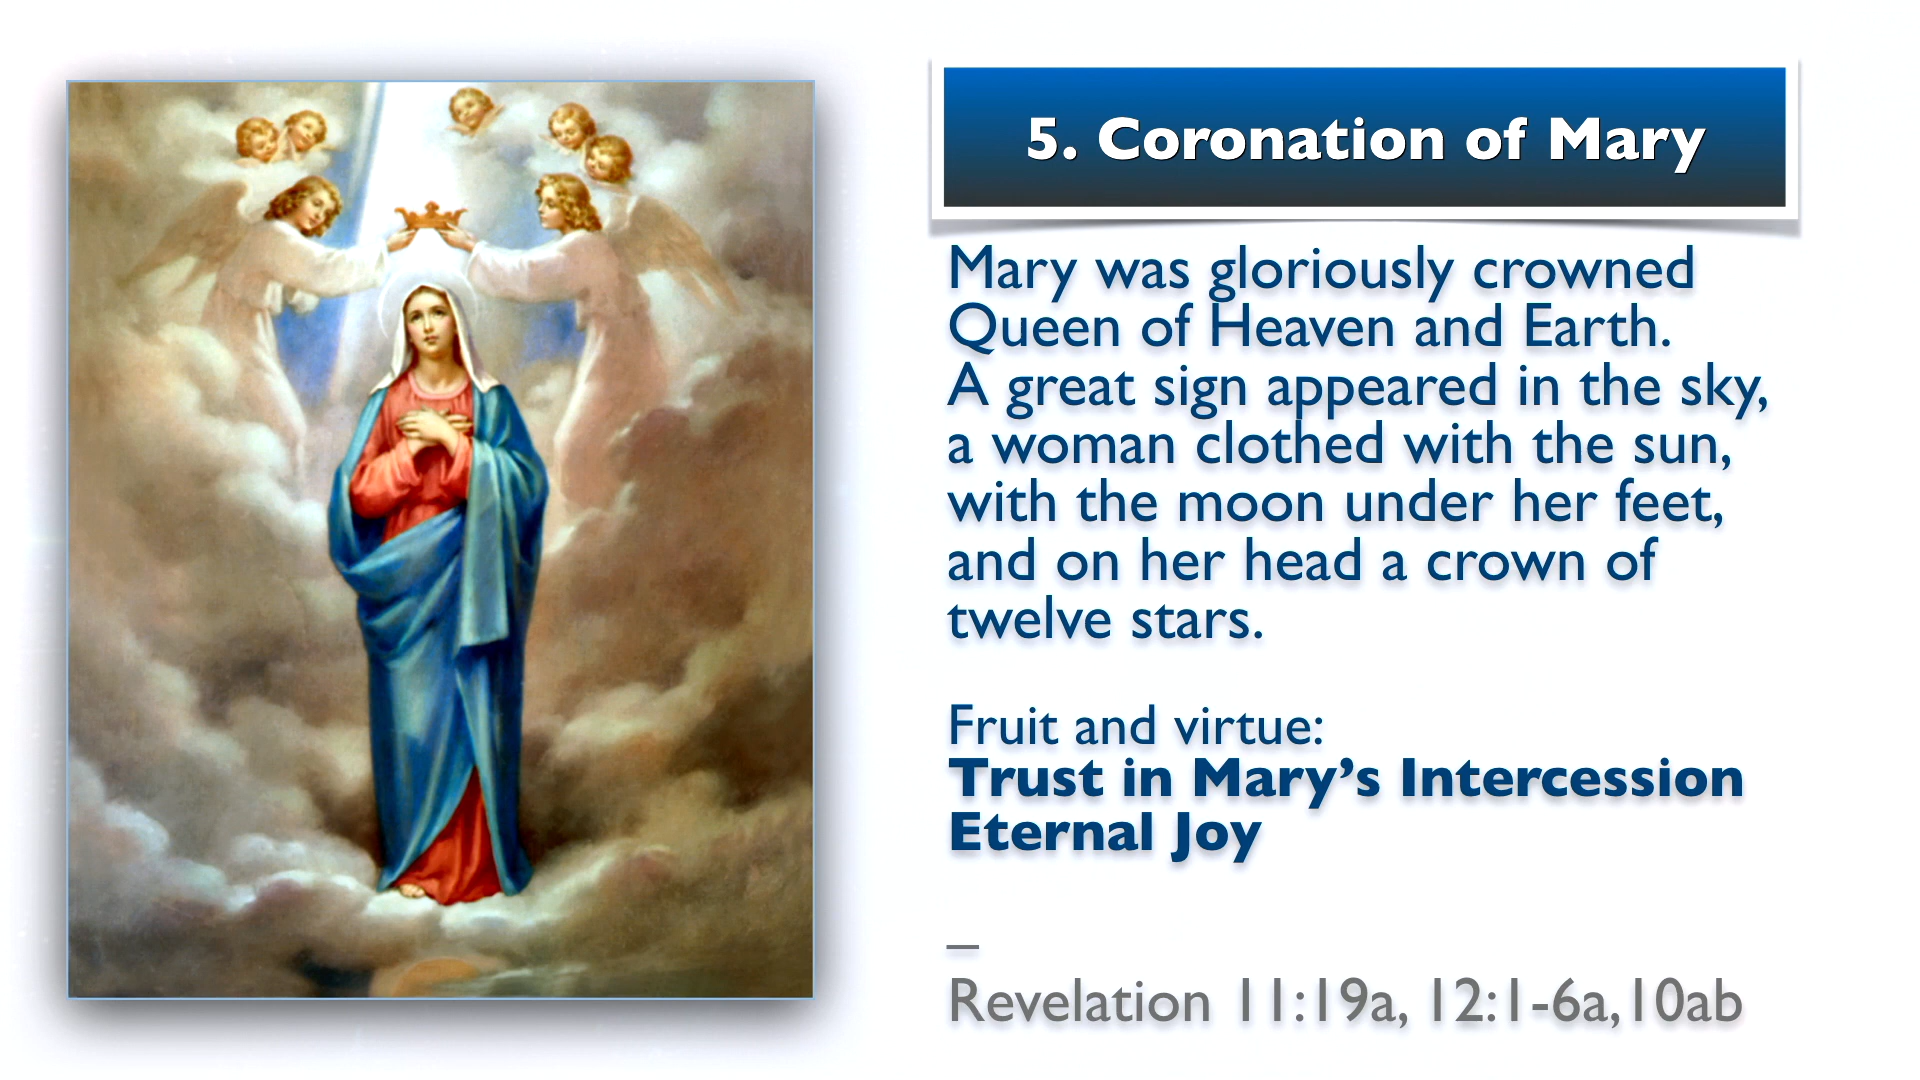 5. Coronation of Mary
Mary was gloriously crowned
Queen of Heaven and Earth.
A great sign appeared in the sky,
a woman clothed with the sun,
with the moon under her feet,
and on her head a crown of
twelve stars.
Fruit and virtue:
Trust in Mary’s Intercession
Eternal Joy
–
Revelation 11:19a, 12:1-6a,10ab